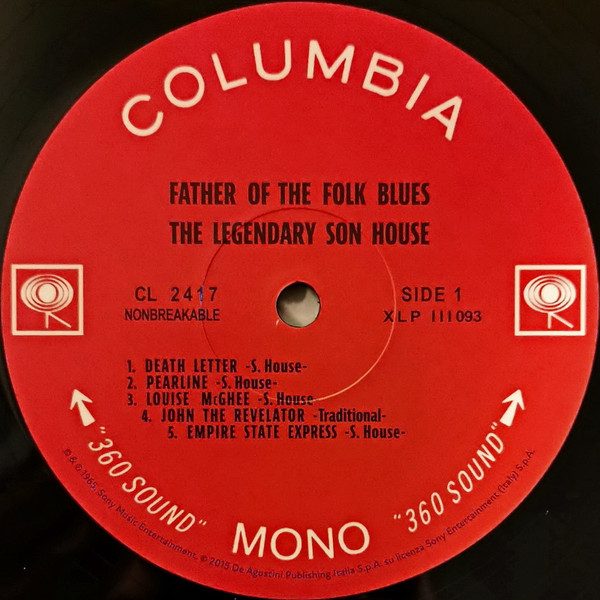 COLUMBIA
FATHER OF THE FOLK BLUES
THE LEGENDARY SON HOUSE
CL 2417
NONBREAKABLE
SIDE 1
XLP 111093
1. DEATH LETTER -S. House-
2. PEARLINE -S. House-
3. LOUISE McGHEE -S. House-
4. JOHN THE REVELATOR -Traditional-
5. EMPIRE STATE EXPRESS -S. House-
"360 SOUND" MONO "360 SOUND"
℗ & © 1965 Sony Music Entertainment. © 2015 De Agostini Publishing Italia S.p.A. su licenza Sony Entertainment (Italy) S.p.A.